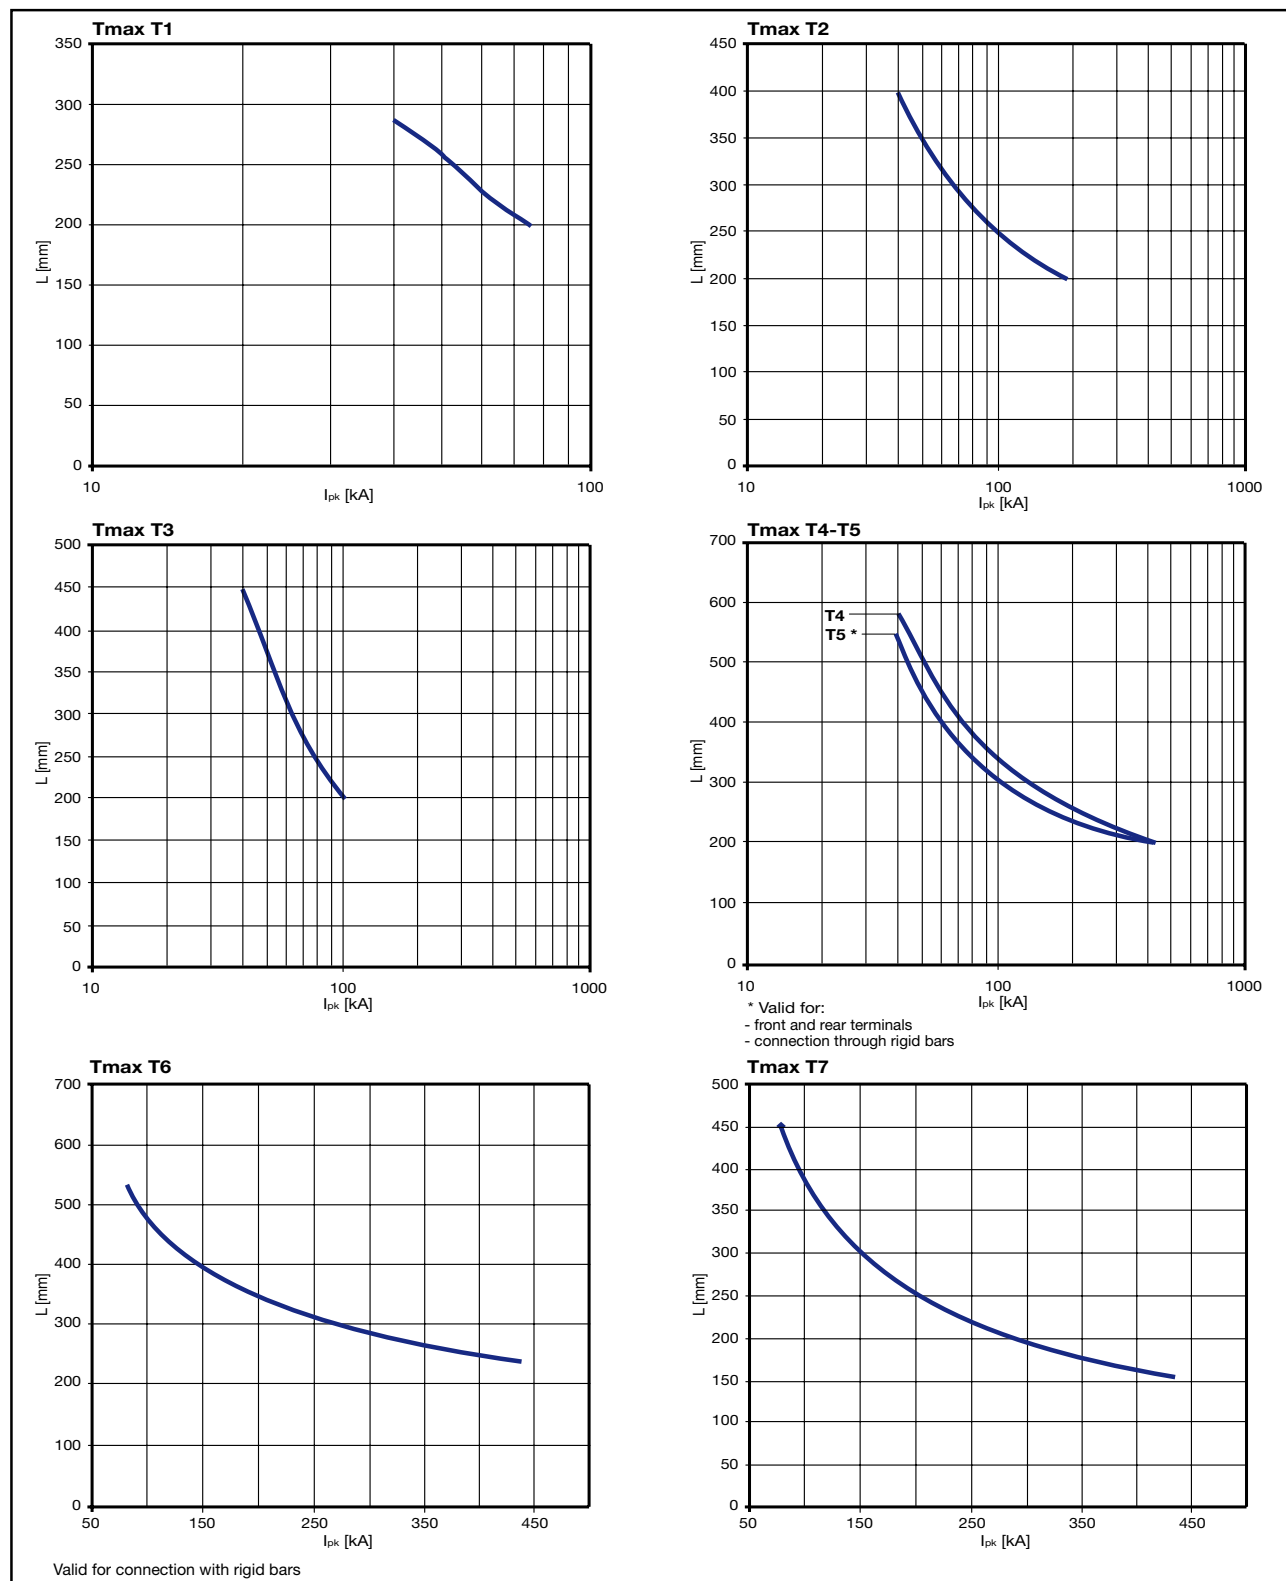 Tmax T1
350
300
250
200
150
100
50
0
L [mm]
10 100
Ipk [kA]
Tmax T2
450
400
350
300
250
200
150
100
50
0
L [mm]
10 100 1000
Ipk [kA]
Tmax T3
500
450
400
350
300
250
200
150
100
50
0
L [mm]
10 100 1000
Ipk [kA]
Tmax T4-T5
700
600
500
400
300
200
100
0
L [mm]
T4
T5 *
10 100 1000
Ipk [kA]
* Valid for:
- front and rear terminals
- connection through rigid bars
Tmax T6
700
600
500
400
300
200
100
0
L [mm]
50 150 250 350 450
Ipk [kA]
Valid for connection with rigid bars
Tmax T7
500
450
400
350
300
250
200
150
100
50
0
L [mm]
50 150 250 350 450
Ipk [kA]